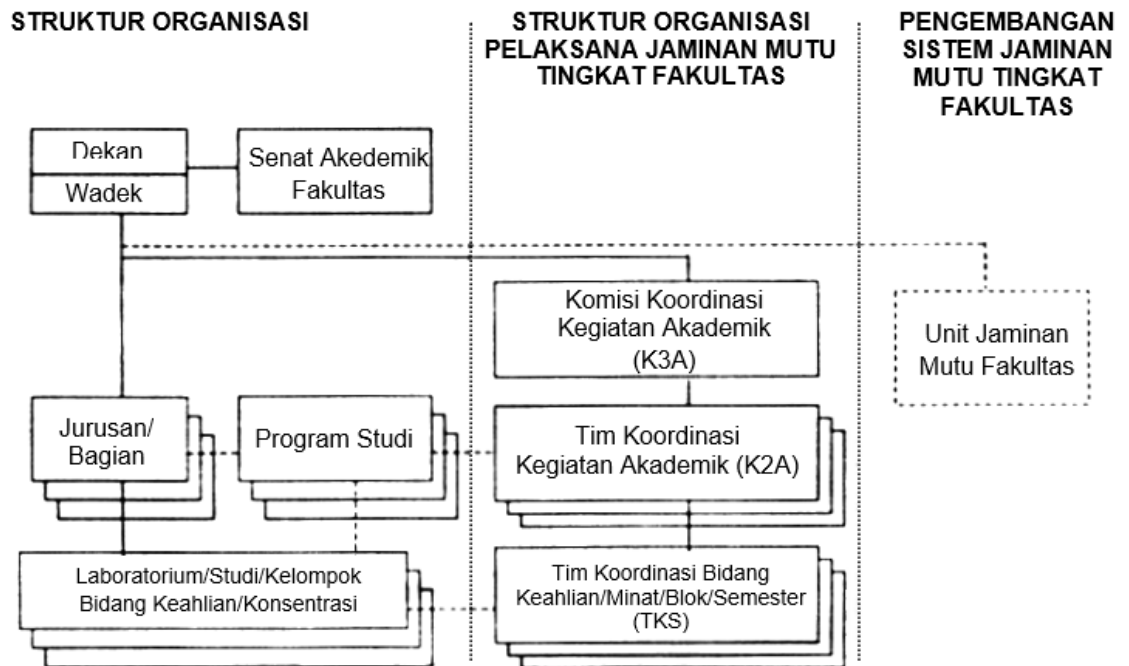 STRUKTUR ORGANISASI
STRUKTUR ORGANISASI
PELAKSANA JAMINAN MUTU
TINGKAT FAKULTAS
PENGEMBANGAN
SISTEM JAMINAN
MUTU TINGKAT
FAKULTAS
Dekan
Wadek
Senat Akedemik
Fakultas
Komisi Koordinasi
Kegiatan Akademik
(K3A)
Unit Jaminan
Mutu Fakultas
Jurusan/
Bagian
Program Studi
Tim Koordinasi
Kegiatan Akademik (K2A)
Laboratorium/Studi/Kelompok
Bidang Keahlian/Konsentrasi
Tim Koordinasi Bidang
Keahlian/Minat/Blok/Semester
(TKS)